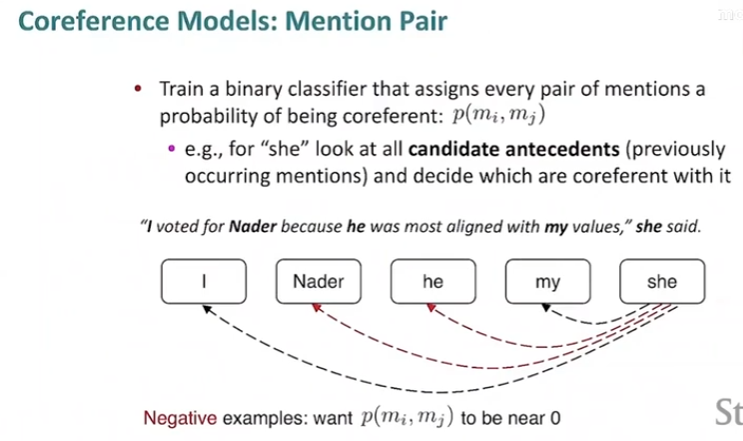 Coreference Models: Mention Pair
• Train a binary classifier that assigns every pair of mentions a
probability of being coreferent: p(mᵢ, mⱼ)
• e.g., for “she” look at all candidate antecedents (previously
occurring mentions) and decide which are coreferent with it
“I voted for Nader because he was most aligned with my values,” she said.
I Nader he my she
Negative examples: want p(mᵢ, mⱼ) to be near 0
St